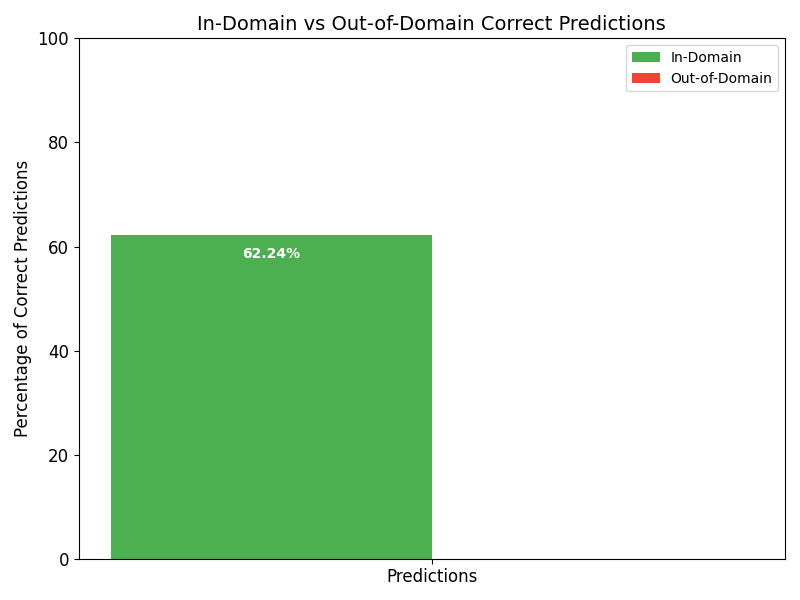 In-Domain vs Out-of-Domain Correct Predictions
In-Domain
Out-of-Domain
Percentage of Correct Predictions
100
80
60
40
20
0
62.24%
Predictions